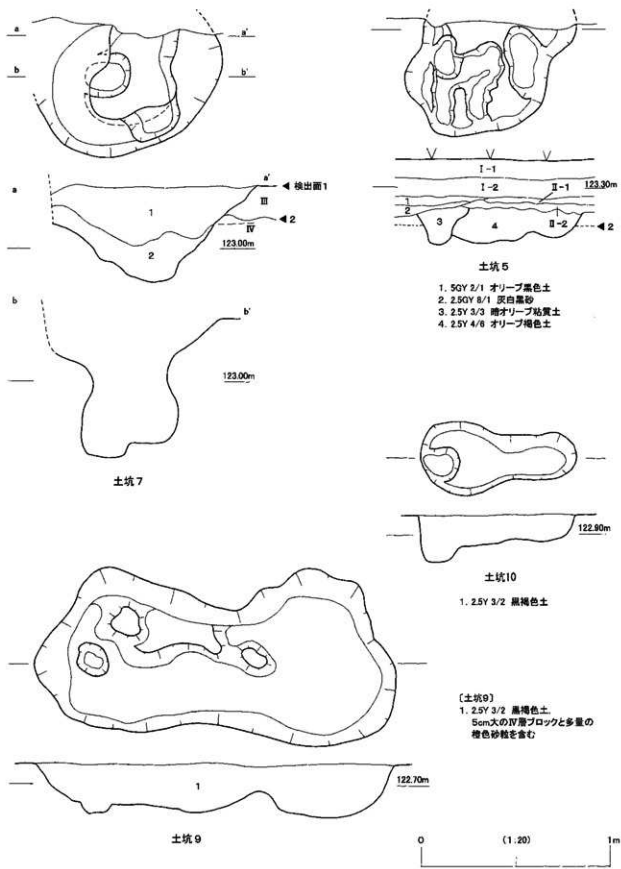 a a'
b b'
a a' ◀ 検出面1
1 III
◀ 2
IV
2 123.00m
b b'
123.00m
土坑7
I-1
I-2 II-1 123.30m
1
2
3 4 II-2 ◀ 2
土坑5
1. 5GY 2/1 オリーブ黒色土
2. 2.5GY 8/1 灰白黒砂
3. 2.5Y 3/3 暗オリーブ粘質土
4. 2.5Y 4/6 オリーブ褐色土
122.90m
土坑10
1. 2.5Y 3/2 黒褐色土
[土坑9]
1. 2.5Y 3/2 黒褐色土
5cm大のIV層ブロックと多量の
橙色砂粒を含む
1 122.70m
土坑9
0 (1:20) 1m